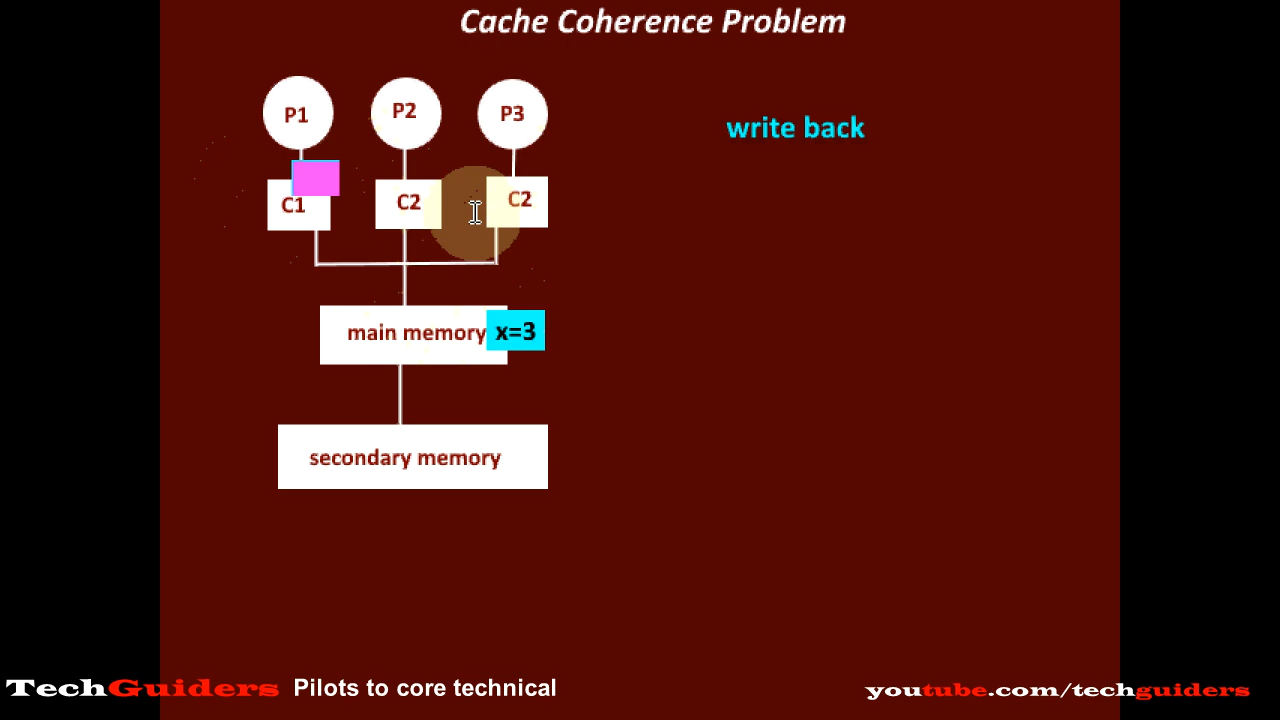 Cache Coherence Problem
P1 P2 P3
write back
C1 C2 C2
main memory x=3
secondary memory
TechGuiders Pilots to core technical youtube.com/techguiders